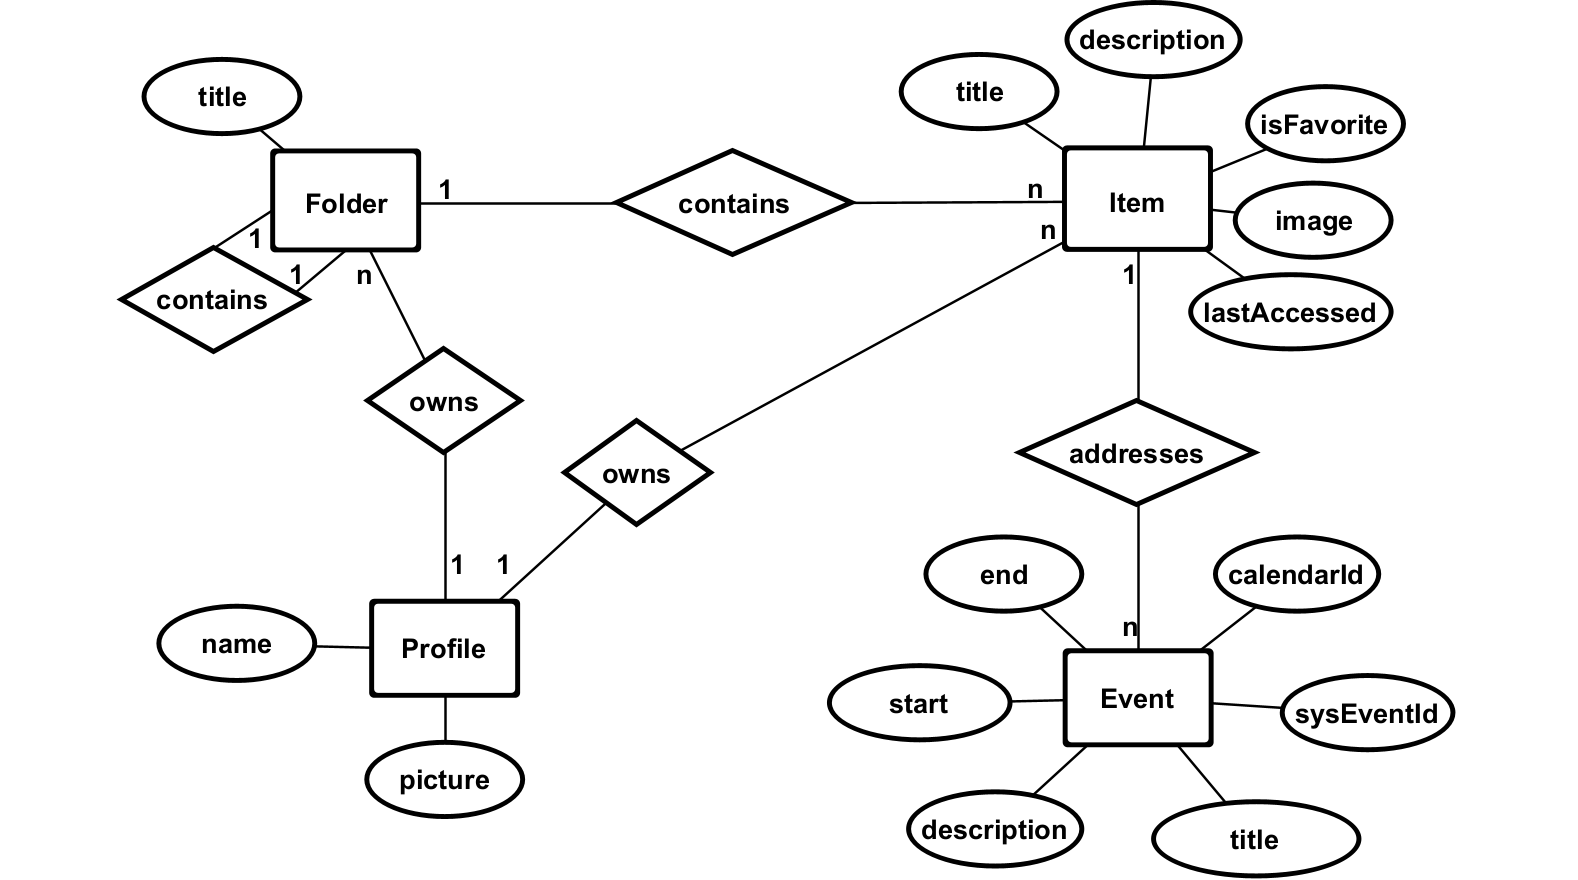 description
title
title
isFavorite
Folder
1
contains
n
Item
image
n
1
1
n
1
contains
lastAccessed
owns
addresses
owns
1
1
end
calendarId
n
name
Profile
Event
start
sysEventId
picture
description
title